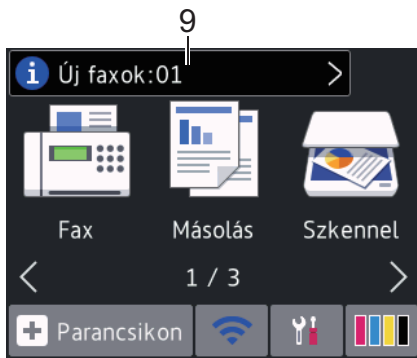 9
i Új faxok:01 >
Fax Másolás Szkennel
< 1 / 3 >
+ Parancsikon